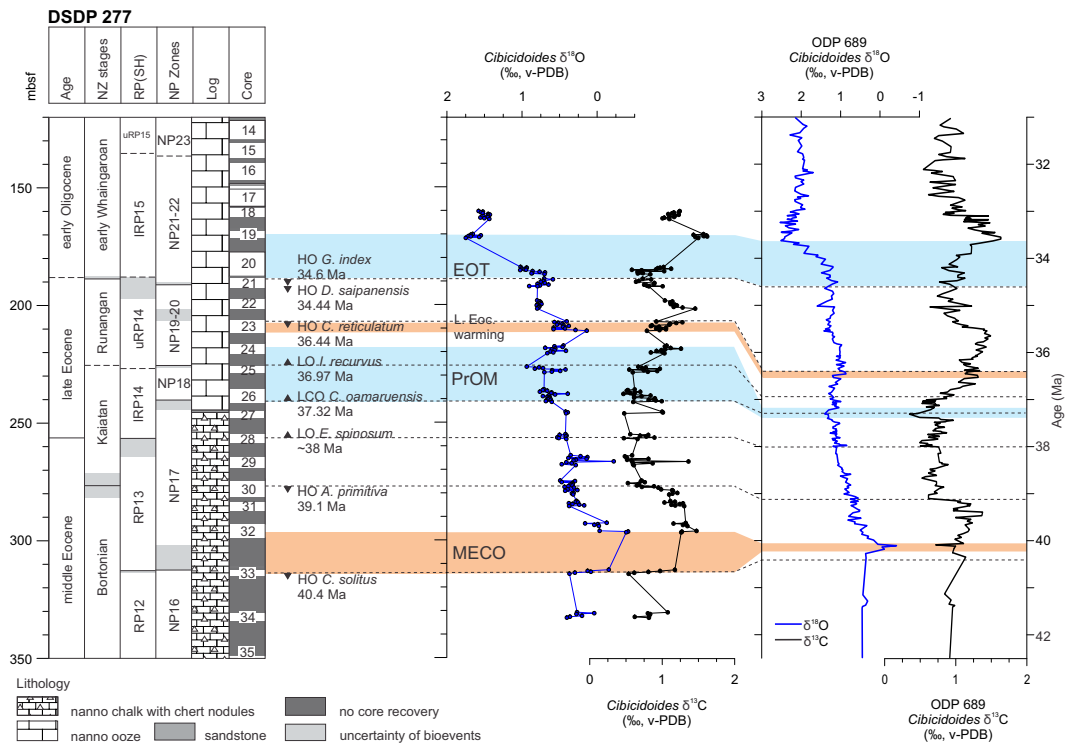 DSDP 277
mbsf
Age
NZ stages
RP(SH)
NP Zones
Log
Core
Cibicidoides δ18O
(‰, v-PDB)
2
1
0
ODP 689
Cibicidoides δ18O
(‰, v-PDB)
3
2
1
0
-1
150
200
250
300
350
early Oligocene
late Eocene
middle Eocene
early Whaingaroan
Runangan
Kaiatan
Bortonian
uRP15
lRP15
uRP14
lRP14
RP13
RP12
NP23
NP21-22
NP19-20
NP18
NP17
NP16
14
15
16
17
18
19
20
21
22
23
24
25
26
27
28
29
30
31
32
33
34
35
HO G. index
34.6 Ma
HO D. saipanensis
34.44 Ma
HO C. reticulatum
36.44 Ma
LO I. recurvus
36.97 Ma
LCO C. oamaruensis
37.32 Ma
LO E. spinosum
~38 Ma
HO A. primitiva
39.1 Ma
HO C. solitus
40.4 Ma
EOT
L. Eoc.
warming
PrOM
MECO
32
34
36
38
40
42
Age (Ma)
δ18O
δ13C
0
1
2
Cibicidoides δ13C
(‰, v-PDB)
0
1
2
ODP 689
Cibicidoides δ13C
(‰, v-PDB)
Lithology
nanno chalk with chert nodules
no core recovery
nanno ooze
sandstone
uncertainty of bioevents